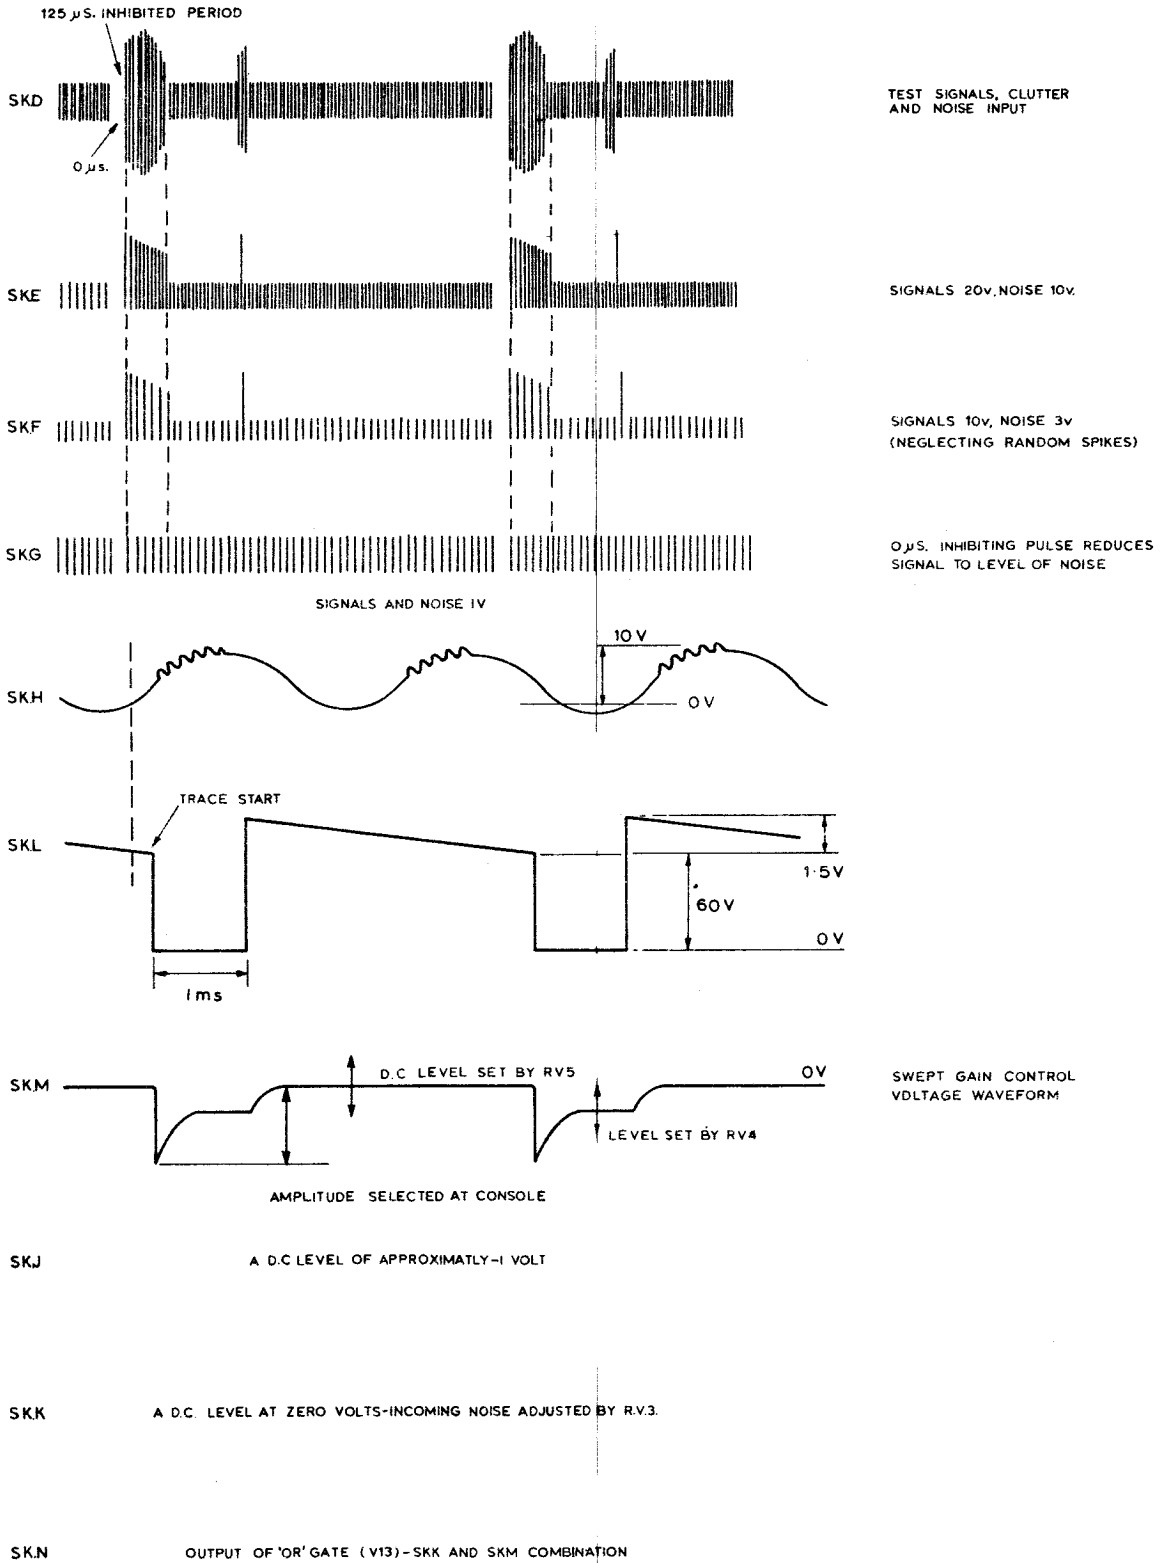 125 µS. INHIBITED PERIOD
SKD
TEST SIGNALS, CLUTTER
AND NOISE INPUT
0 µs.
SKE
SIGNALS 20v, NOISE 10v.
SKF
SIGNALS 10v, NOISE 3v
(NEGLECTING RANDOM SPIKES)
SKG
0 µS. INHIBITING PULSE REDUCES
SIGNAL TO LEVEL OF NOISE
SIGNALS AND NOISE 1V
10 V
SKH
0 V
TRACE START
SKL
1·5V
60V
0 V
1 ms
SKM
D.C LEVEL SET BY RV5
0V
SWEPT GAIN CONTROL
VOLTAGE WAVEFORM
LEVEL SET BY RV4
AMPLITUDE SELECTED AT CONSOLE
SKJ
A D.C LEVEL OF APPROXIMATLY-1 VOLT
SK.K
A D.C. LEVEL AT ZERO VOLTS-INCOMING NOISE ADJUSTED BY R.V.3.
SK.N
OUTPUT OF 'OR' GATE (V13)-SKK AND SKM COMBINATION